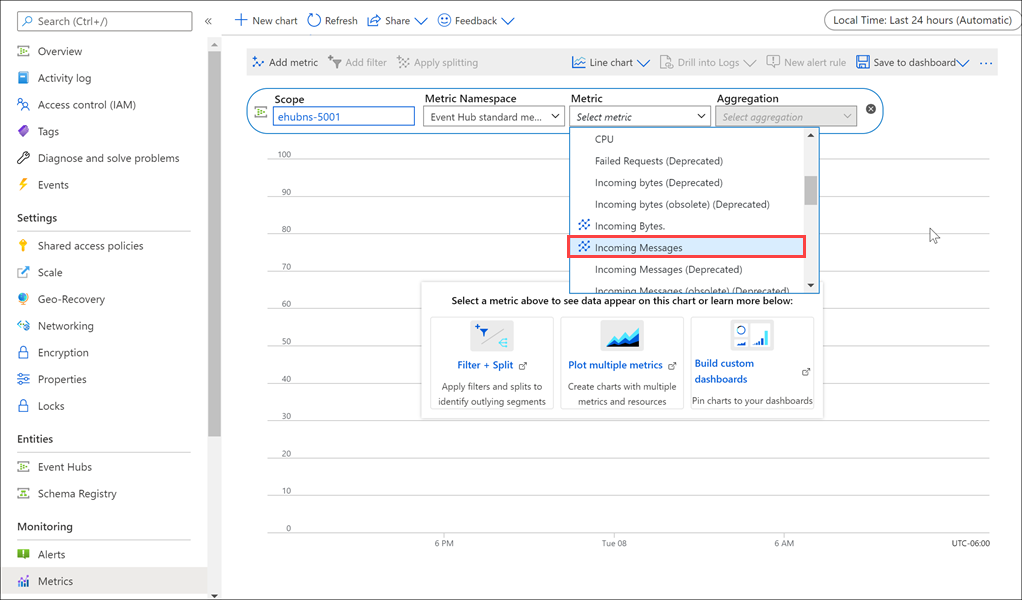 Search (Ctrl+/)
«
Overview
Activity log
Access control (IAM)
Tags
Diagnose and solve problems
Events
Settings
Shared access policies
Scale
Geo-Recovery
Networking
Encryption
Properties
Locks
Entities
Event Hubs
Schema Registry
Monitoring
Alerts
Metrics
New chart Refresh Share Feedback
Local Time: Last 24 hours (Automatic)
Add metric Add filter Apply splitting Line chart Drill into Logs New alert rule Save to dashboard ...
Scope Metric Namespace Metric Aggregation
ehubns-5001 Event Hub standard me... Select metric Select aggregation
CPU
Failed Requests (Deprecated)
Incoming bytes (Deprecated)
Incoming bytes (obsolete) (Deprecated)
Incoming Bytes.
Incoming Messages
Incoming Messages (Deprecated)
Incoming Messages (obsolete) (Deprecated)
100
90
80
70
60
50
40
30
20
10
0
Select a metric above to see data appear on this chart or learn more below:
Filter + Split
Apply filters and splits to
identify outlying segments
Plot multiple metrics
Create charts with multiple
metrics and resources
Build custom
dashboards
Pin charts to your dashboards
6 PM Tue 08 6 AM UTC-06:00